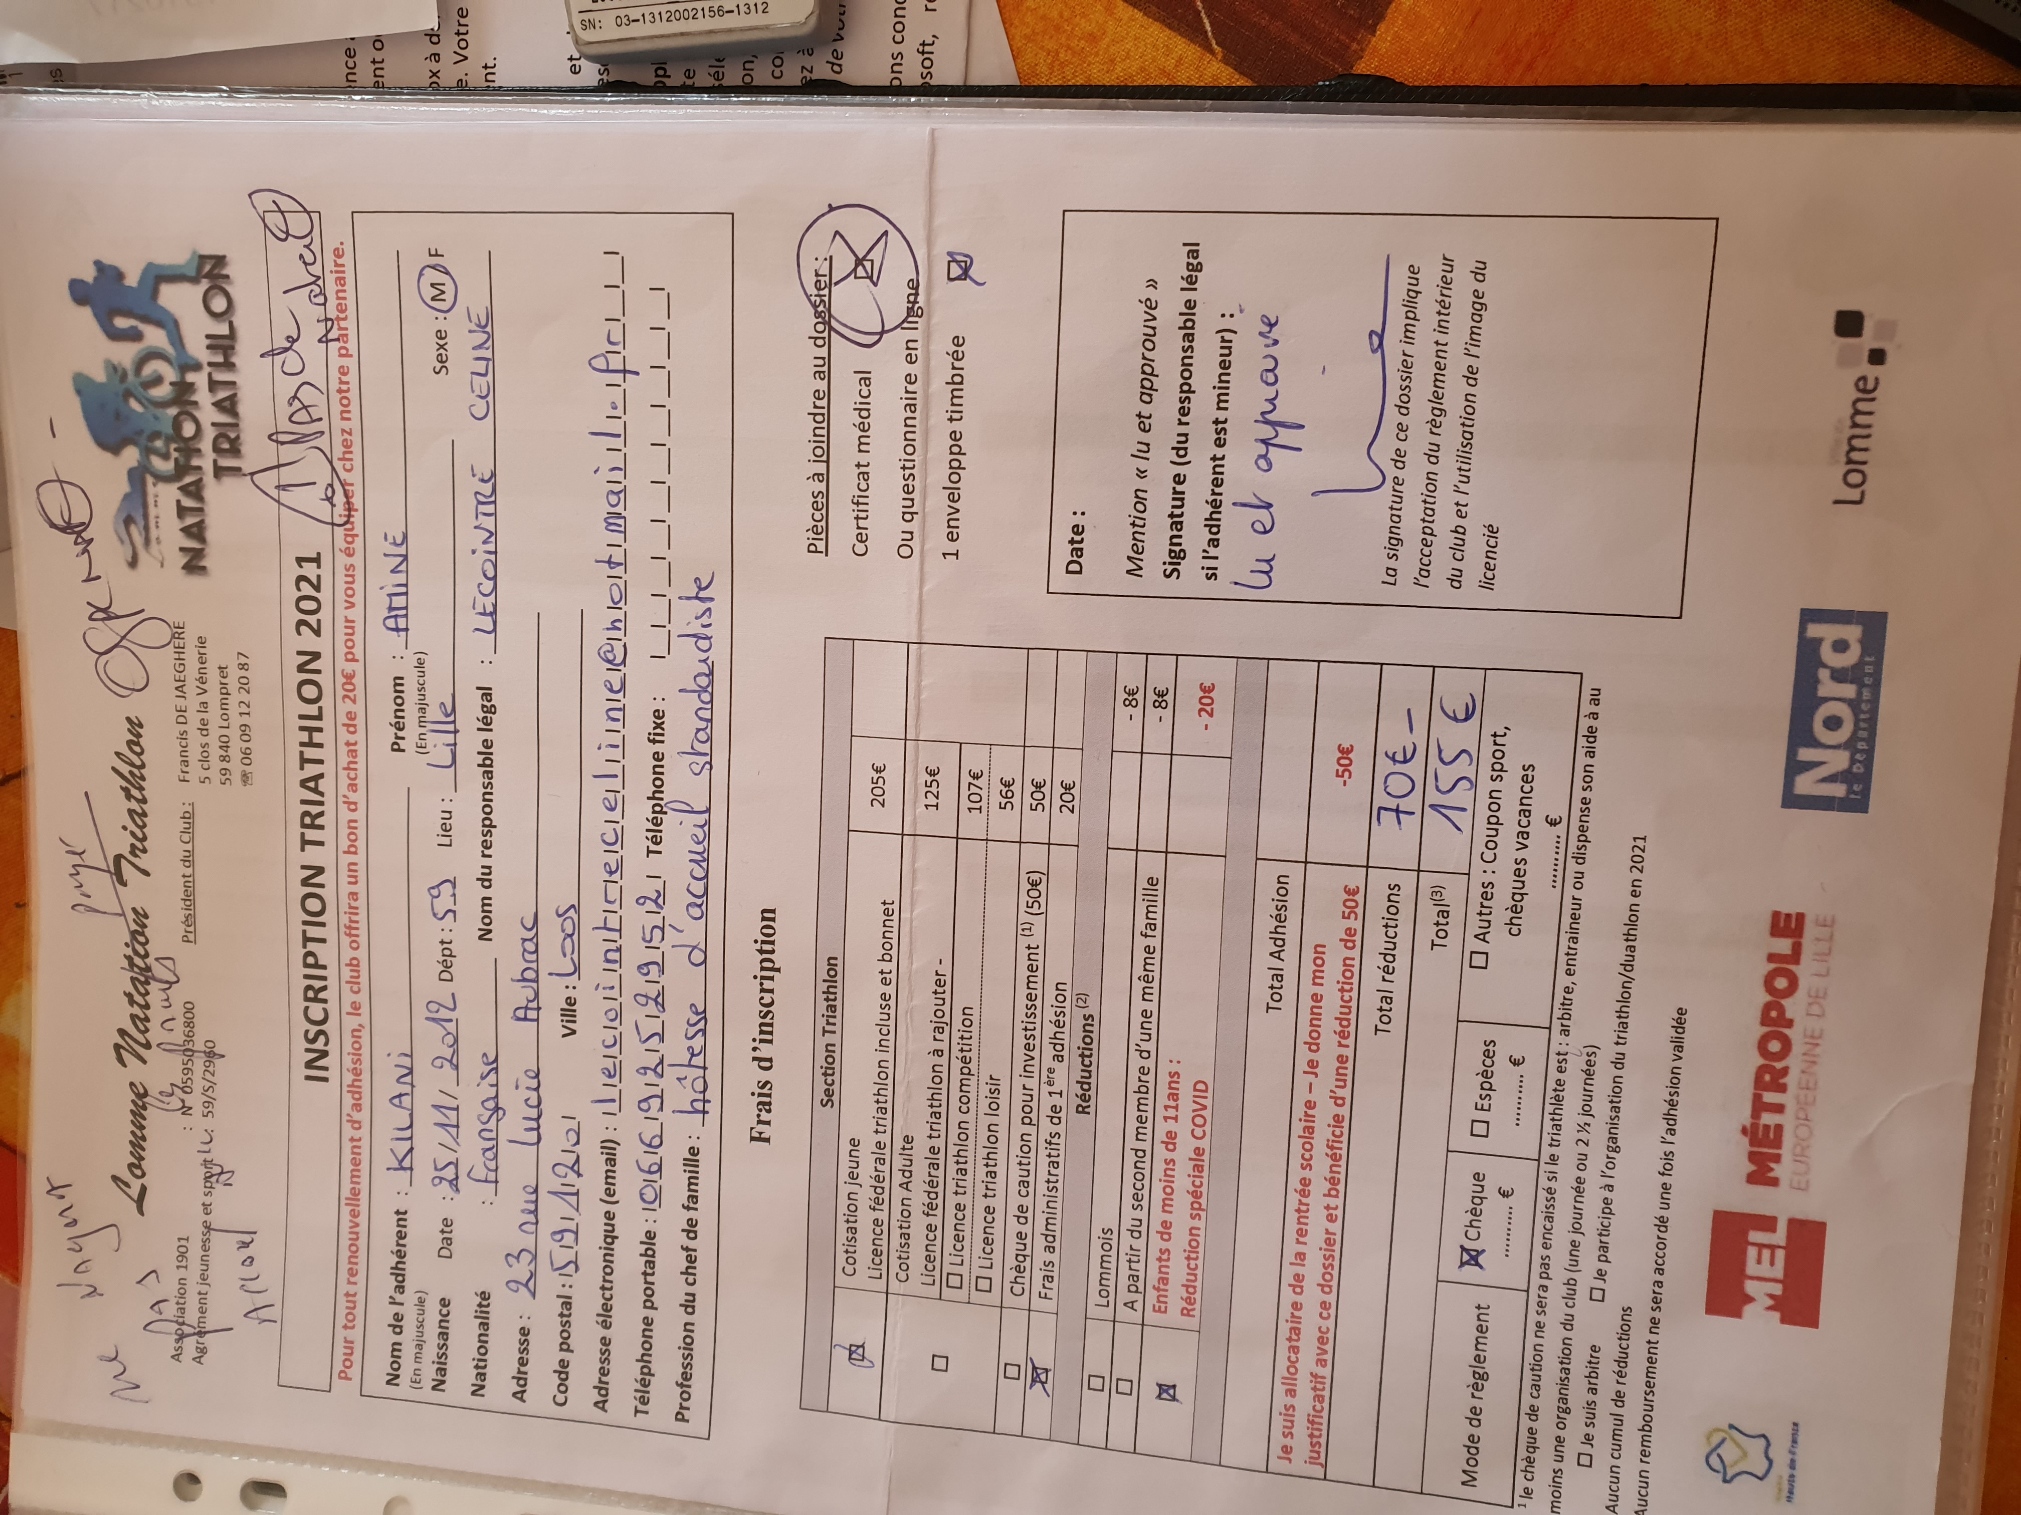 SN: 03-1312002156-1312
payé
Lomme Natation Triathlon
NATATION
TRIATHLON
Association 1901 : N° 0595036800
Agrément jeunesse et sport : 59/S/2960
Président du Club :
Francis DE JAEGHERE
5 clos de la Vénerie
59 840 Lompret
☏ 06 09 12 20 87
INSCRIPTION TRIATHLON 2021
Pour tout renouvellement d'adhésion, le club offrira un bon d'achat de 20€ pour vous équiper chez notre partenaire.
Nom de l'adhérent : KILANI Prénom : AMINE
(En majuscule) (En majuscule)
Naissance Date : 25/11/2012 Dépt : 59 Lieu : Lille Sexe : M F
Nationalité : française Nom du responsable légal : LECOINTRE CELINE
Adresse : 23 rue Lucie Aubrac
Code postal : 59120 Ville : Loos
Adresse électronique (email) : lecointreceline@hotmail.fr
Téléphone portable : 0669252952 Téléphone fixe :
Profession du chef de famille : hôtesse d'accueil standardiste
Frais d'inscription
Pièces à joindre au dossier :
Certificat médical
Ou questionnaire en ligne
1 enveloppe timbrée
Section Triathlon
Cotisation jeune
Licence fédérale triathlon incluse et bonnet 205€
Cotisation Adulte
Licence fédérale triathlon à rajouter - 125€
Licence triathlon compétition 107€
Licence triathlon loisir 56€
Chèque de caution pour investissement (1) (50€) 50€
Frais administratifs de 1ère adhésion 20€
Réductions (2)
Lommois - 8€
A partir du second membre d'une même famille - 8€
Enfants de moins de 11ans :
Réduction spéciale COVID - 20€
Total Adhésion
Je suis allocataire de la rentrée scolaire – Je donne mon
justificatif avec ce dossier et bénéficie d'une réduction de 50€ -50€
Total réductions 70€ -
Total(3) 155 €
Mode de règlement
Chèque
........... €
Espèces
........... €
Autres : Coupon sport,
chèques vacances
.......... €
Date :
Mention « lu et approuvé »
Signature (du responsable légal
si l'adhérent est mineur) :
lu et approuve
La signature de ce dossier implique
l'acceptation du règlement intérieur
du club et l'utilisation de l'image du
licencié
1 le chèque de caution ne sera pas encaissé si le triathlète est : arbitre, entraineur ou dispense son aide à au
moins une organisation du club (une journée ou 2 ½ journées)
Je suis arbitre Je participe à l'organisation du triathlon/duathlon en 2021
Aucun cumul de réductions
Aucun remboursement ne sera accordé une fois l'adhésion validée
Hauts-de-France
MEL
MÉTROPOLE
EUROPÉENNE DE LILLE
Nord
le Département
Lomme